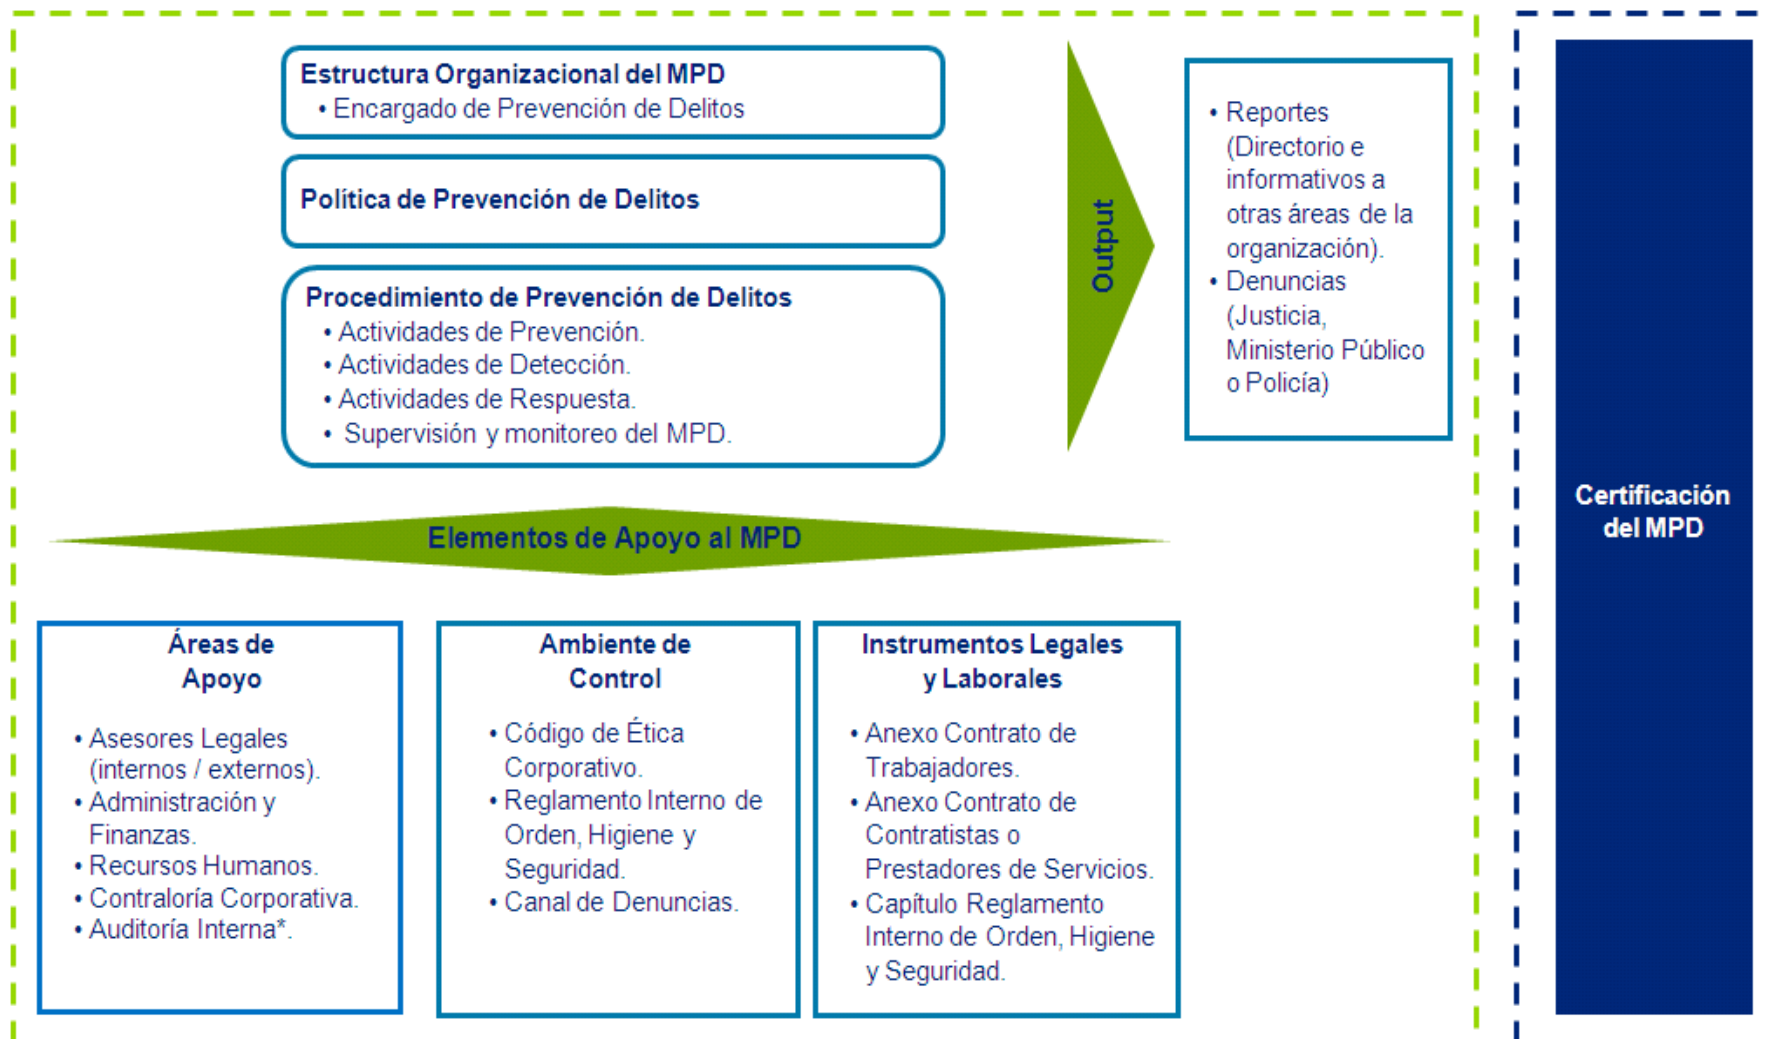 Estructura Organizacional del MPD
• Encargado de Prevención de Delitos
Política de Prevención de Delitos
Procedimiento de Prevención de Delitos
• Actividades de Prevención.
• Actividades de Detección.
• Actividades de Respuesta.
• Supervisión y monitoreo del MPD.
Output
• Reportes
(Directorio e
informativos a
otras áreas de la
organización).
• Denuncias
(Justicia,
Ministerio Público
o Policía)
Elementos de Apoyo al MPD
Áreas de
Apoyo
• Asesores Legales
(internos / externos).
• Administración y
Finanzas.
• Recursos Humanos.
• Contraloría Corporativa.
• Auditoría Interna*.
Ambiente de
Control
• Código de Ética
Corporativo.
• Reglamento Interno de
Orden, Higiene y
Seguridad.
• Canal de Denuncias.
Instrumentos Legales
y Laborales
• Anexo Contrato de
Trabajadores.
• Anexo Contrato de
Contratistas o
Prestadores de Servicios.
• Capítulo Reglamento
Interno de Orden, Higiene
y Seguridad.
Certificación
del MPD